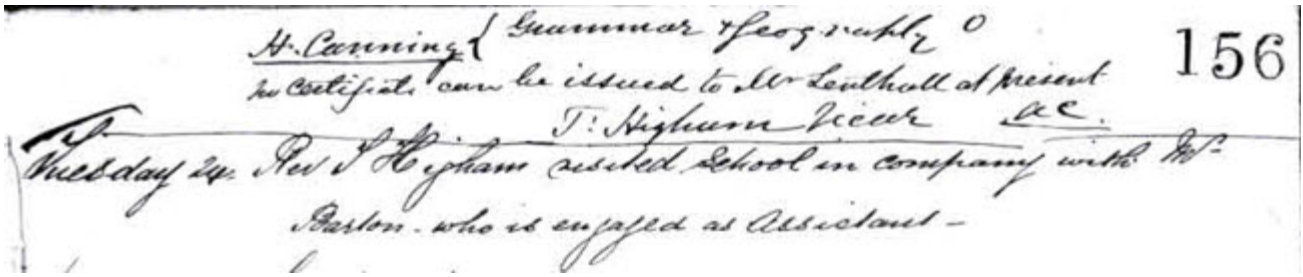 H. Canning { Grammar & Geography 0
156
no certificate can be issued to Mr Lenthall at present
T. Higham Vicar
Tuesday 24. Rev T Higham visited School in company with Mr
Barton - who is engaged as Assistant -